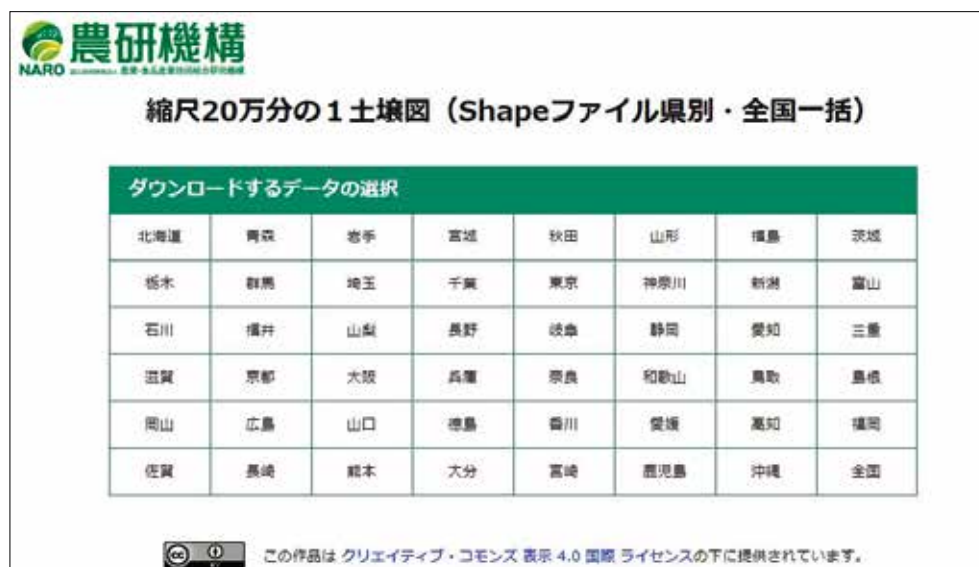 農研機構
NARO
縮尺20万分の１土壌図（Shapeファイル県別・全国一括）
ダウンロードするデータの選択
北海道 青森 岩手 宮城 秋田 山形 福島 茨城
栃木 群馬 埼玉 千葉 東京 神奈川 新潟 富山
石川 福井 山梨 長野 岐阜 静岡 愛知 三重
滋賀 京都 大阪 兵庫 奈良 和歌山 鳥取 島根
岡山 広島 山口 徳島 香川 愛媛 高知 福岡
佐賀 長崎 熊本 大分 宮崎 鹿児島 沖縄 全国
cc
この作品は クリエイティブ・コモンズ 表示 4.0 国際 ライセンスの下に提供されています。